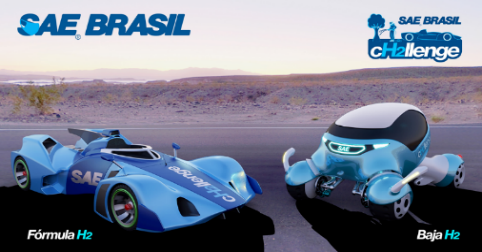 SAE® BRASIL
SAE BRASIL
cH2llenge
SAE
cH2llenge
SAE
Fórmula H2
Baja H2